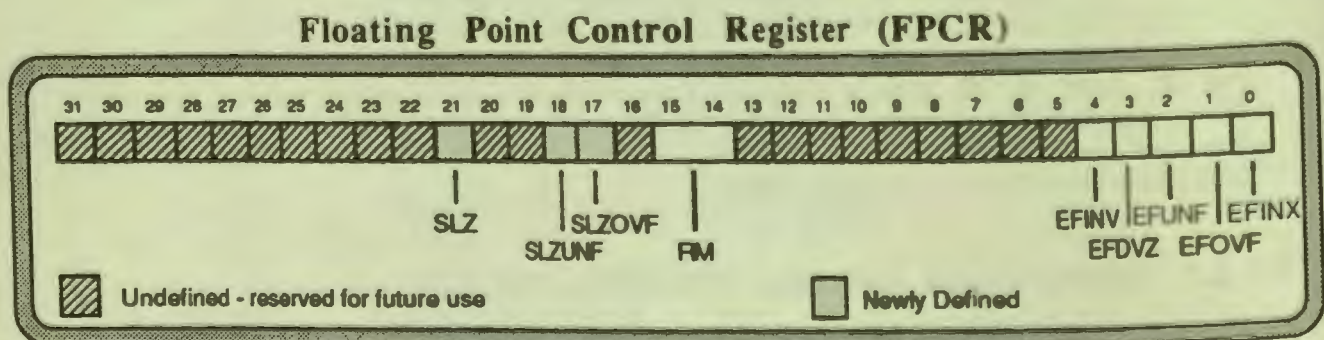 Floating Point Control Register (FPCR)
31 30 29 28 27 26 25 24 23 22 21 20 19 18 17 16 15 14 13 12 11 10 9 8 7 6 5 4 3 2 1 0
SLZ SLZOVF EFINV EFUNF EFINX
SLZUNF RM EFDVZ EFOVF
Undefined - reserved for future use Newly Defined